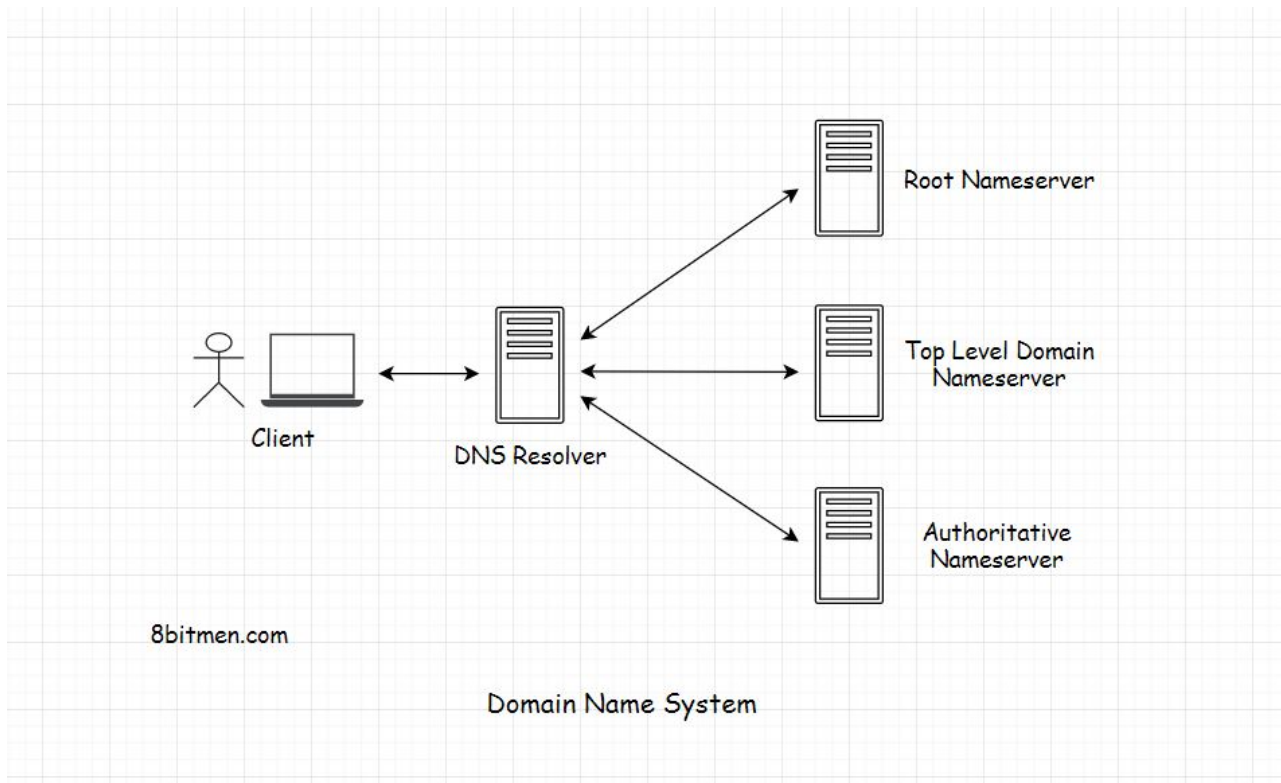 Root Nameserver
Top Level Domain
Nameserver
Client
DNS Resolver
Authoritative
Nameserver
8bitmen.com
Domain Name System